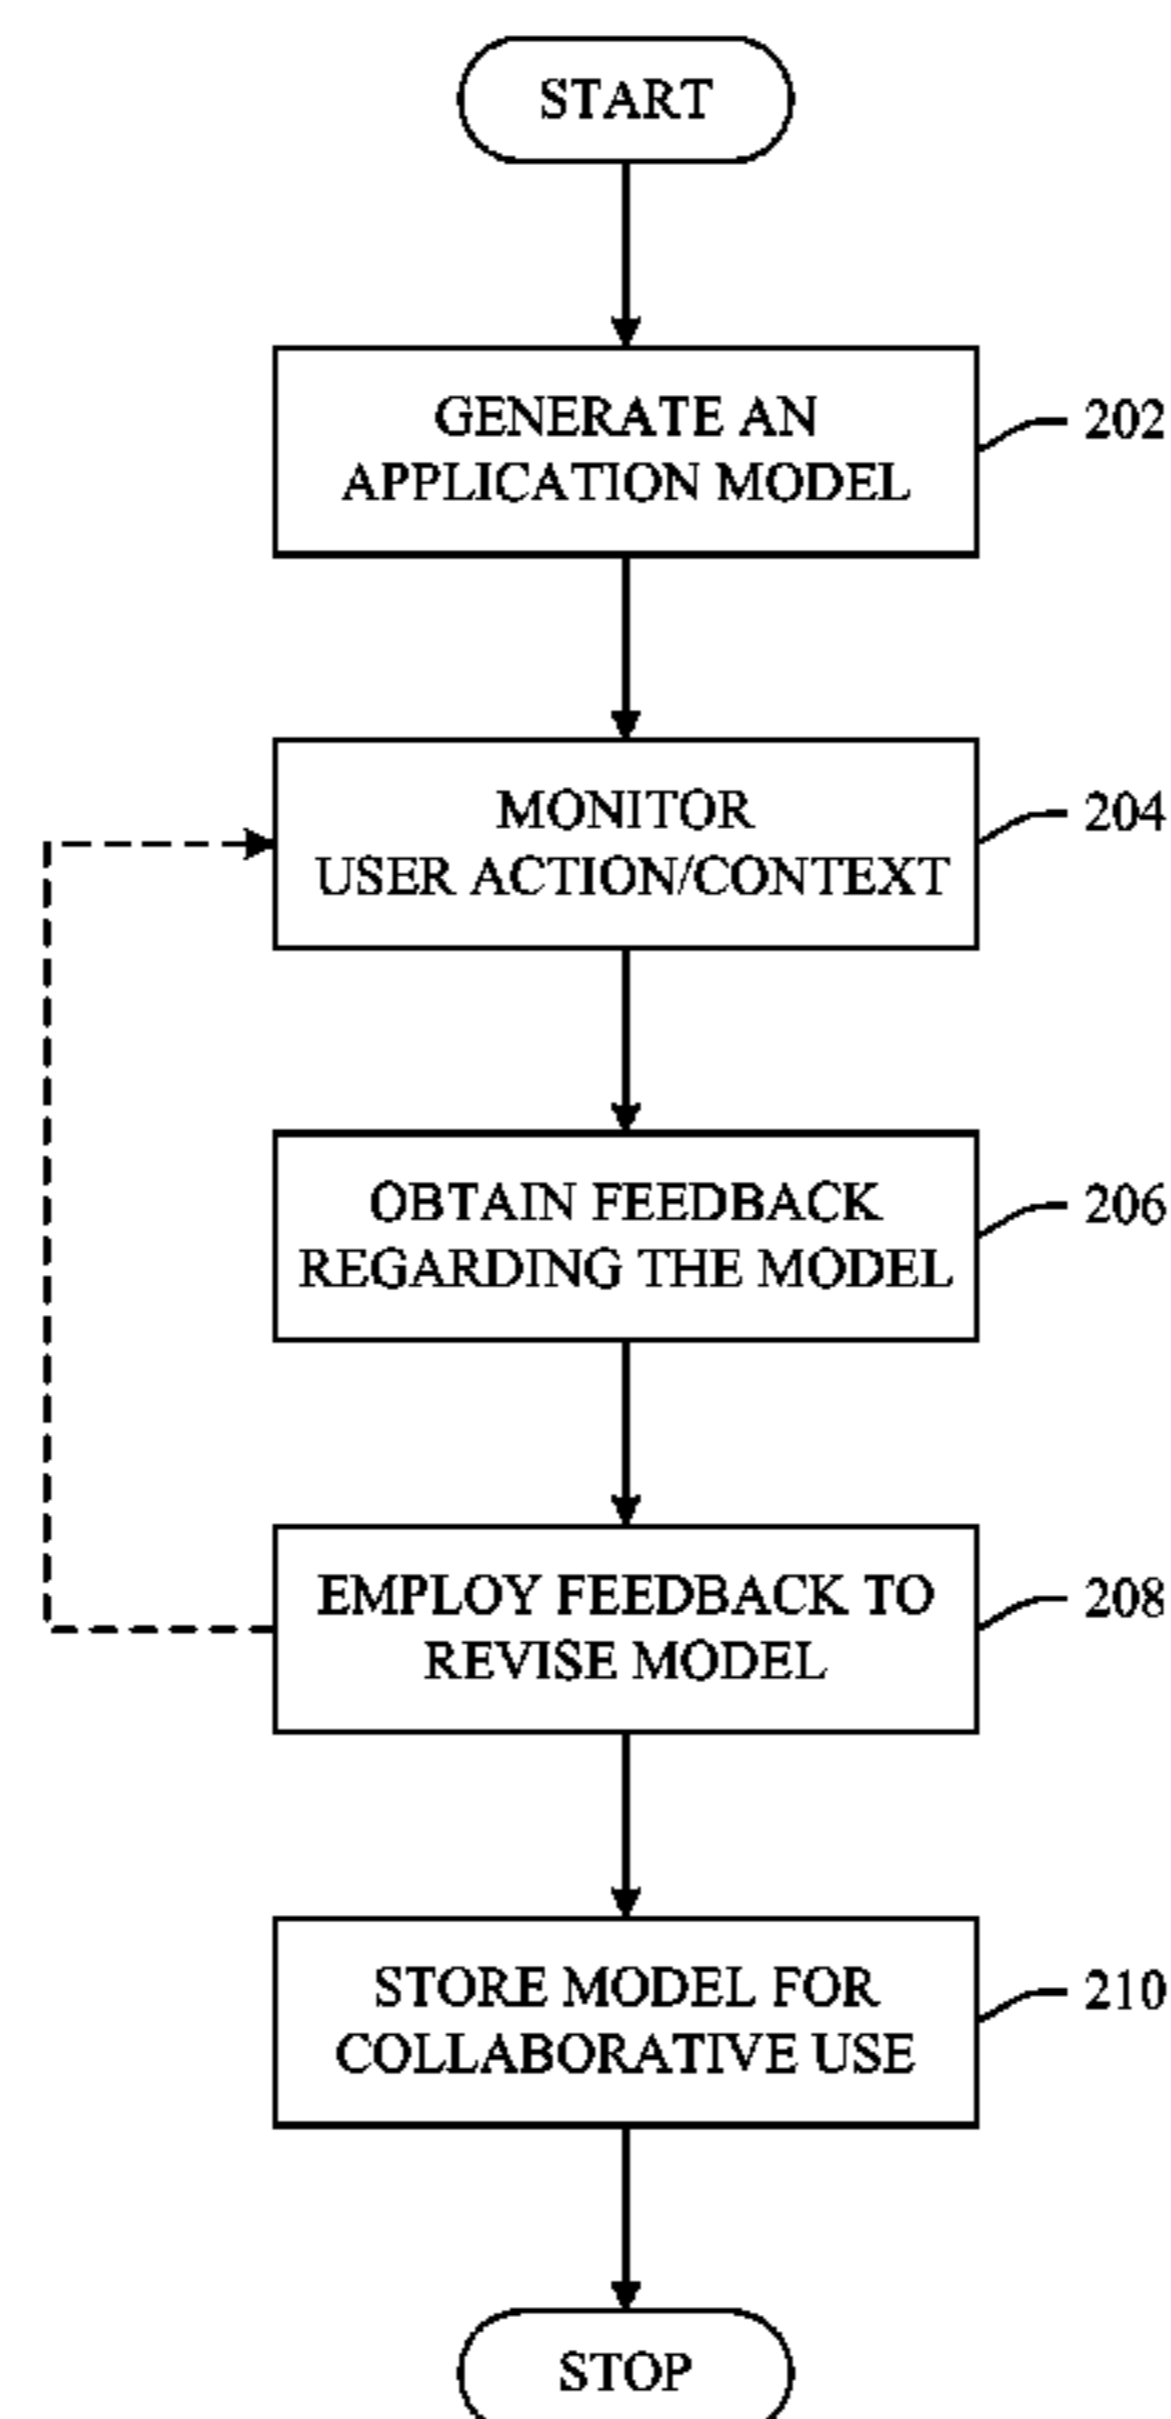 START
GENERATE AN
APPLICATION MODEL
202
MONITOR
USER ACTION/CONTEXT
204
OBTAIN FEEDBACK
REGARDING THE MODEL
206
EMPLOY FEEDBACK TO
REVISE MODEL
208
STORE MODEL FOR
COLLABORATIVE USE
210
STOP